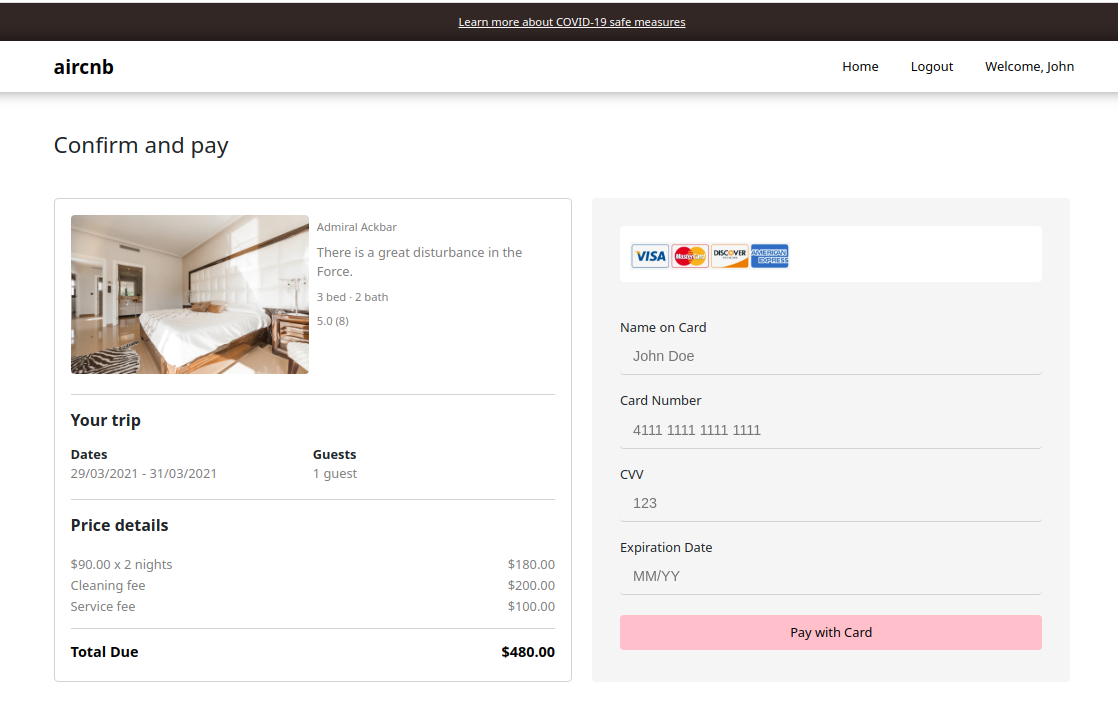 Learn more about COVID-19 safe measures
aircnb
Home Logout Welcome, John
Confirm and pay
Admiral Ackbar
There is a great disturbance in the
Force.
3 bed · 2 bath
5.0 (8)
Your trip
Dates Guests
29/03/2021 - 31/03/2021 1 guest
Price details
$90.00 x 2 nights $180.00
Cleaning fee $200.00
Service fee $100.00
Total Due $480.00
VISA MasterCard DISCOVER AMERICAN EXPRESS
Name on Card
John Doe
Card Number
4111 1111 1111 1111
CVV
123
Expiration Date
MM/YY
Pay with Card